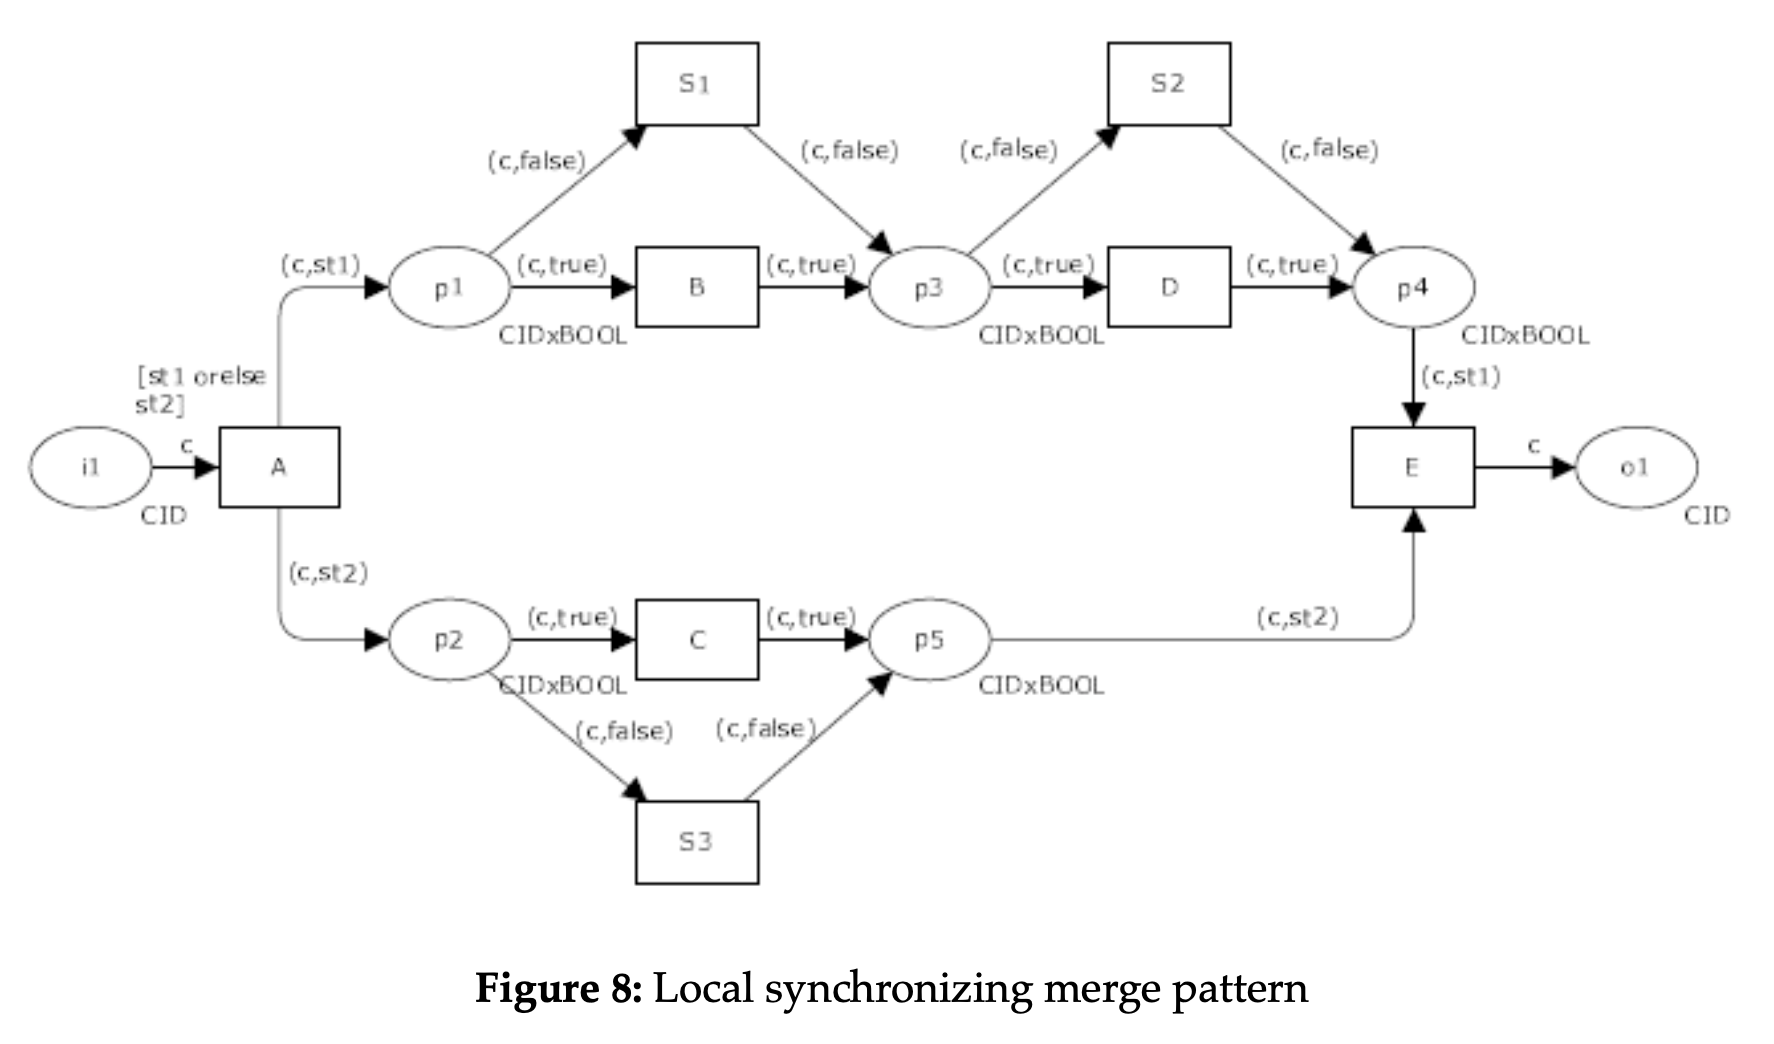 S1
S2
(c,false)
(c,false)
(c,false)
(c,false)
(c,st1)
p1
(c,true)
B
(c,true)
p3
(c,true)
D
(c,true)
p4
CIDxBOOL
CIDxBOOL
CIDxBOOL
[st1 orelse
st2]
(c,st1)
i1
c
A
E
c
o1
CID
CID
(c,st2)
p2
(c,true)
C
(c,true)
p5
(c,st2)
CIDxBOOL
CIDxBOOL
(c,false)
(c,false)
S3
Figure 8: Local synchronizing merge pattern